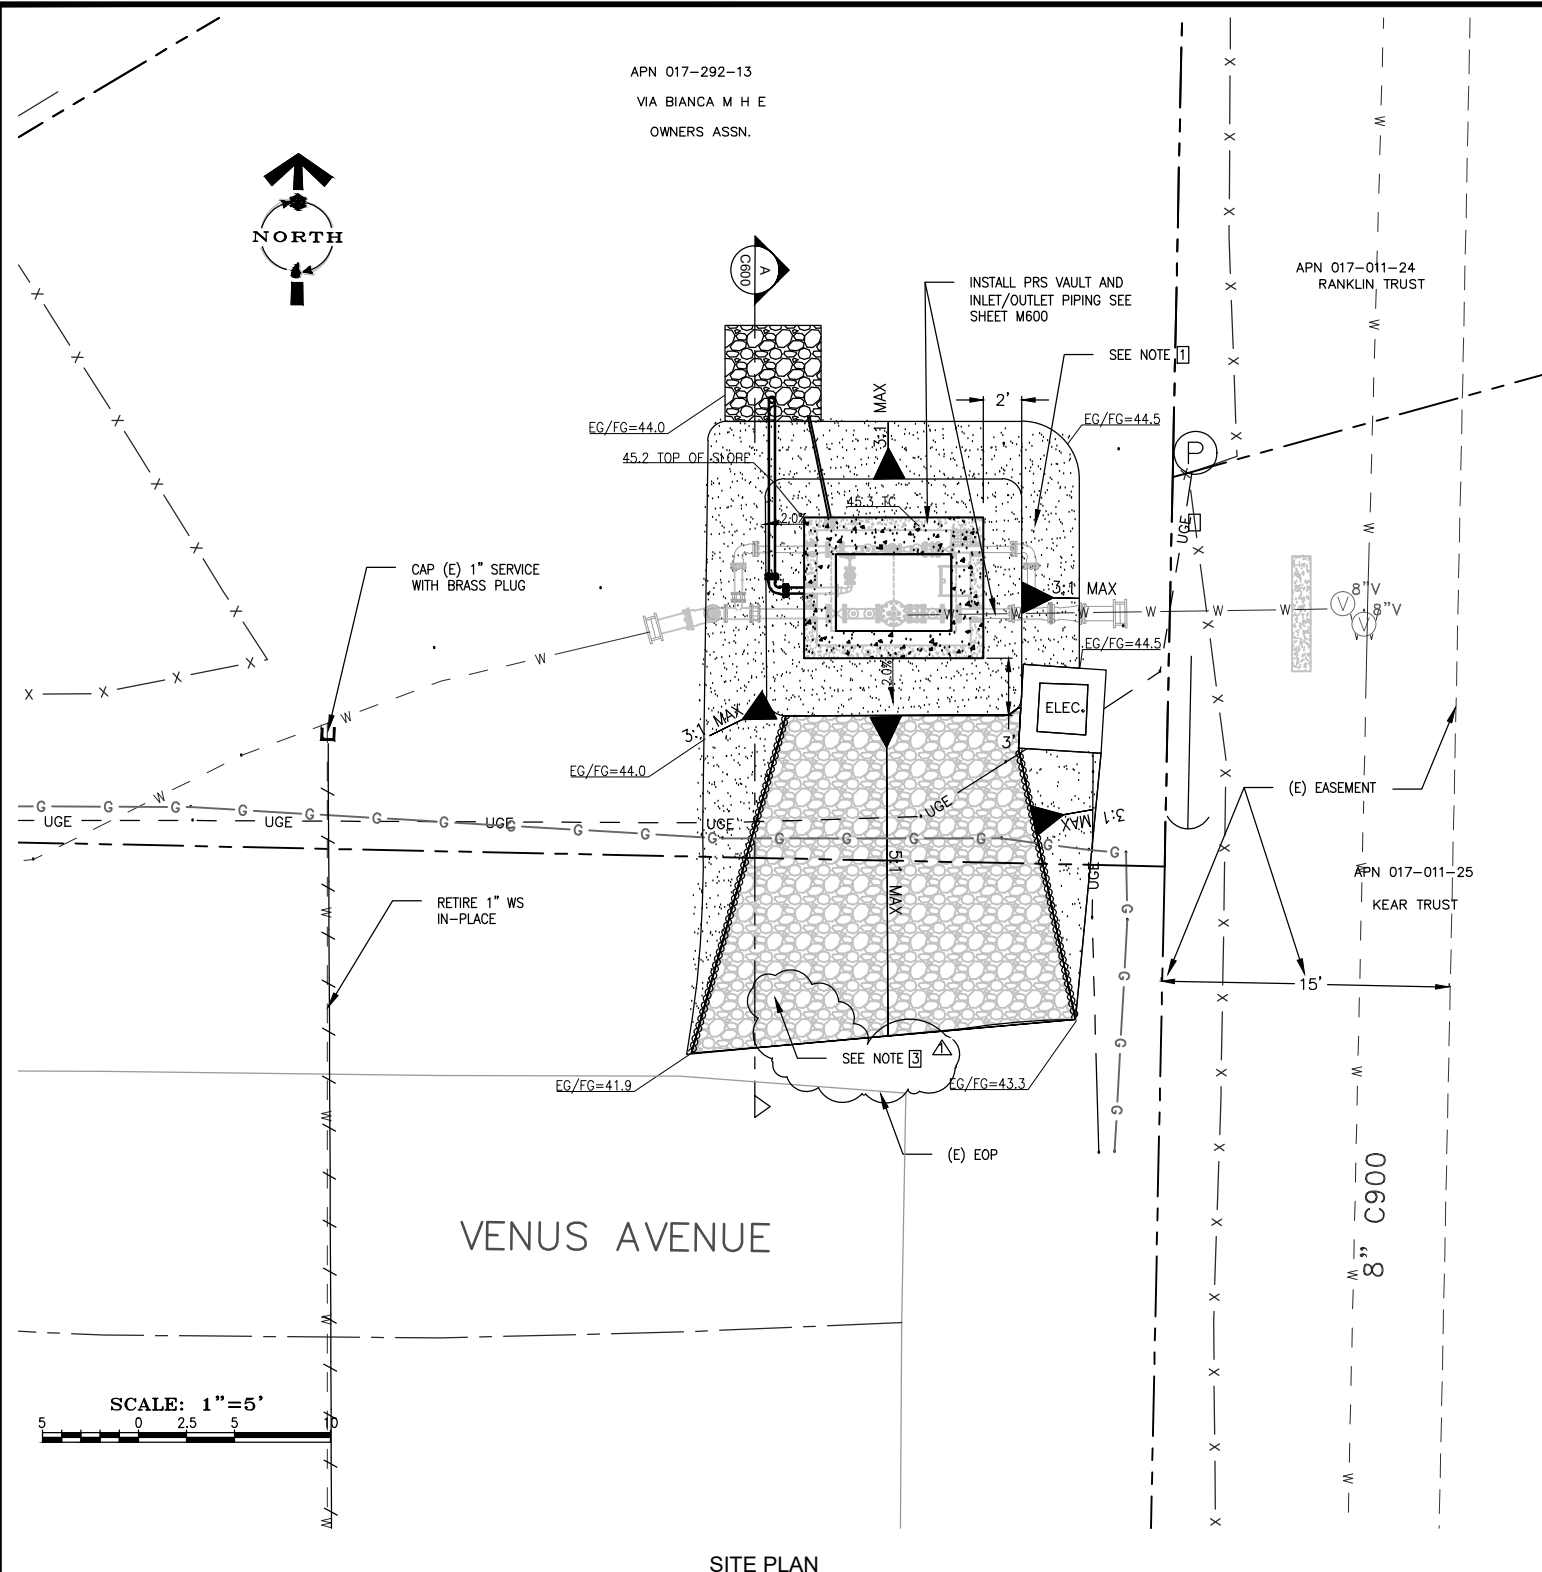 APN 017-292-13
VIA BIANCA M H E
OWNERS ASSN.
NORTH
A
C600
INSTALL PRS VAULT AND
INLET/OUTLET PIPING SEE
SHEET M600
APN 017-011-24
RANKLIN TRUST
SEE NOTE 1
2'
3:1 MAX
EG/FG=44.0
EG/FG=44.5
45.2 TOP OF SLOPE
P
45.3 TC
2.0%
UGE
CAP (E) 1" SERVICE
WITH BRASS PLUG
3:1 MAX
8"V
8"V
EG/FG=44.5
2.0%
ELEC.
3:1 MAX
3'
EG/FG=44.0
(E) EASEMENT
UGE
UGE
UGE
UGE
UGE
3:1 MAX
5:1 MAX
UGE
APN 017-011-25
KEAR TRUST
RETIRE 1" WS
IN-PLACE
15'
SEE NOTE 3
1
EG/FG=41.9
EG/FG=43.3
(E) EOP
8" C900
VENUS AVENUE
SCALE: 1"=5'
5 0 2.5 5 10
SITE PLAN